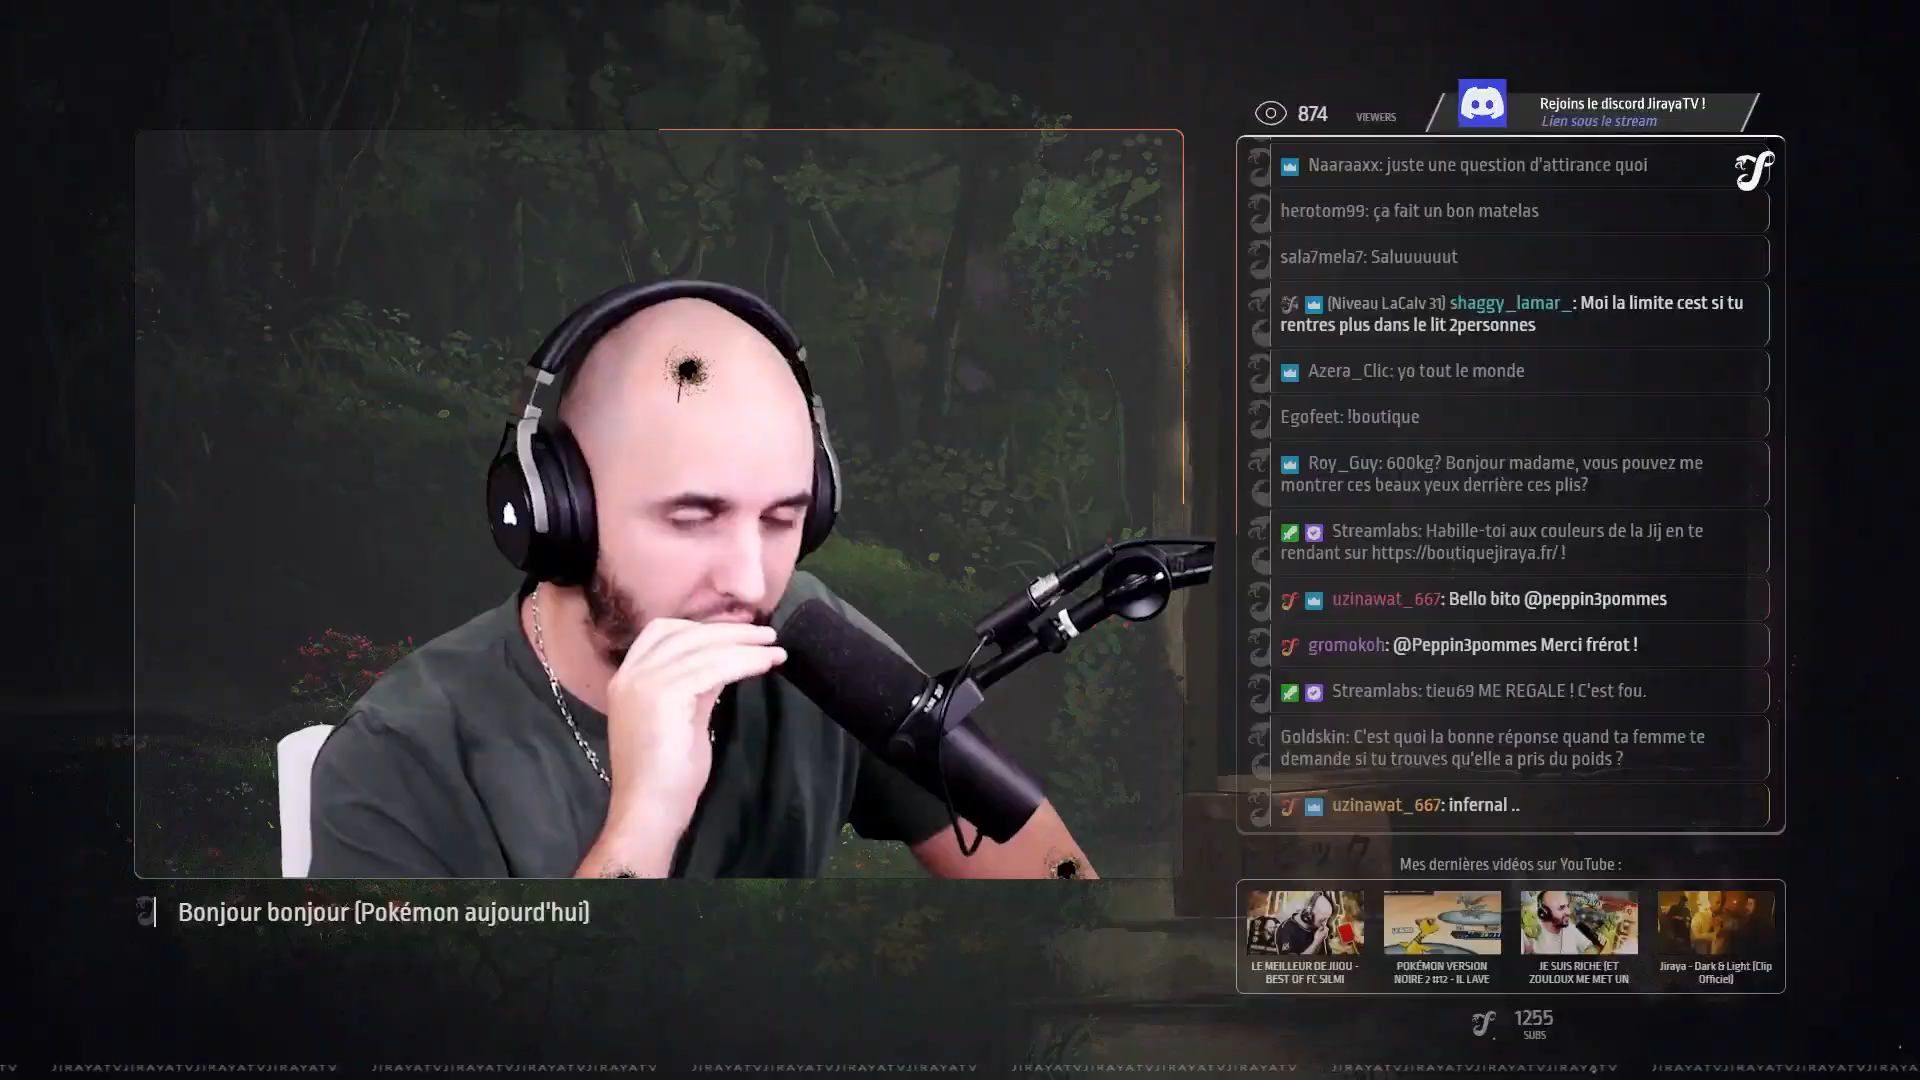 874 VIEWERS
Rejoins le discord JirayaTV !
Lien sous le stream
Naaraaxx: juste une question d'attirance quoi
herotom99: ça fait un bon matelas
sala7mela7: Saluuuuuut
(Niveau LaCalv 31) shaggy_lamar_: Moi la limite cest si tu
rentres plus dans le lit 2personnes
Azera_Clic: yo tout le monde
Egofeet: !boutique
Roy_Guy: 600kg? Bonjour madame, vous pouvez me
montrer ces beaux yeux derrière ces plis?
Streamlabs: Habille-toi aux couleurs de la Jij en te
rendant sur https://boutiquejiraya.fr/ !
uzinawat_667: Bello bito @peppin3pommes
gromokoh: @Peppin3pommes Merci frérot !
Streamlabs: tieu69 ME REGALE ! C'est fou.
Goldskin: C'est quoi la bonne réponse quand ta femme te
demande si tu trouves qu'elle a pris du poids ?
uzinawat_667: infernal ..
Bonjour bonjour (Pokémon aujourd'hui)
Mes dernières vidéos sur YouTube :
LE MEILLEUR DE JIJOU -
BEST OF FC SILMI
POKÉMON VERSION
NOIRE 2 #12 - IL LAVE
JE SUIS RICHE (ET
ZOULOUX ME MET UN
Jiraya - Dark & Light [Clip
Officiel]
1255
SUBS
JIRAYATVJIRAYATVJIRAYATV JIRAYATVJIRAYATVJIRAYATV JIRAYATVJIRAYATVJIRAYATV JIRAYATVJIRAYATVJIRAYATV JIRAYATVJIRAYATVJIRAYATV